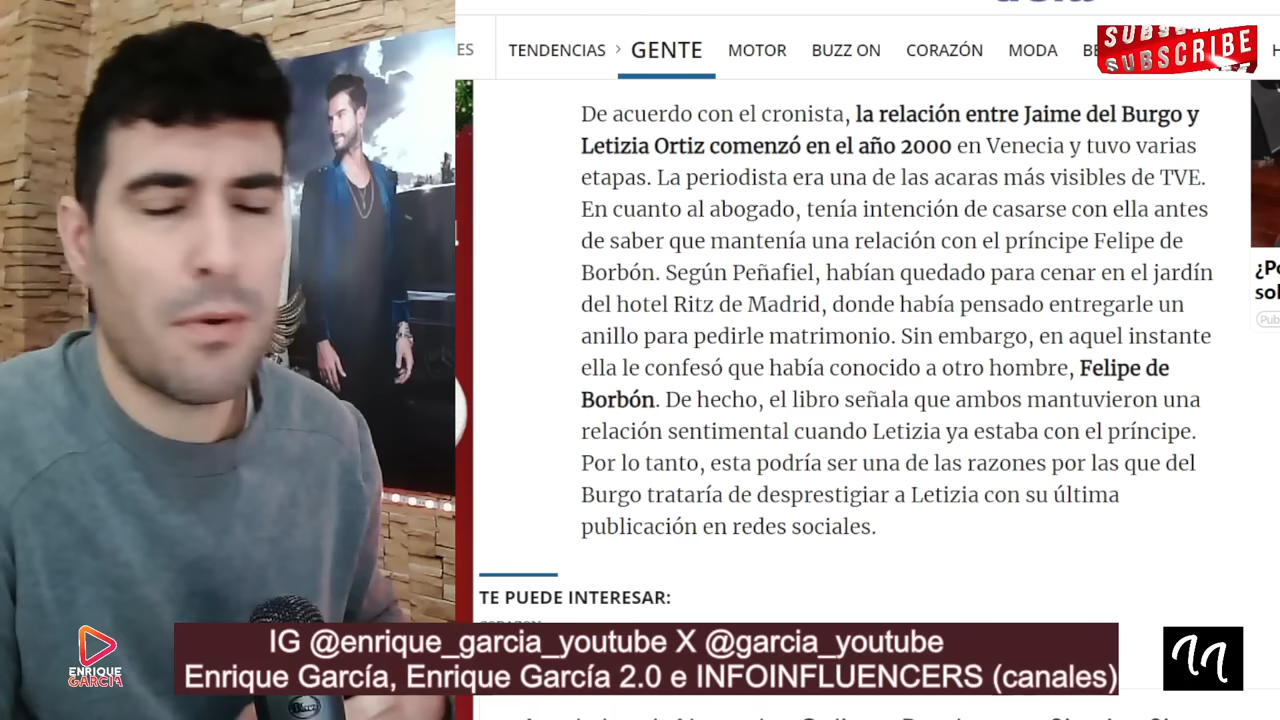 ES TENDENCIAS › GENTE MOTOR BUZZ ON CORAZÓN MODA
SUBSCRIBE
SUBSCRIBE
De acuerdo con el cronista, la relación entre Jaime del Burgo y
Letizia Ortiz comenzó en el año 2000 en Venecia y tuvo varias
etapas. La periodista era una de las acaras más visibles de TVE.
En cuanto al abogado, tenía intención de casarse con ella antes
de saber que mantenía una relación con el príncipe Felipe de
Borbón. Según Peñafiel, habían quedado para cenar en el jardín
del hotel Ritz de Madrid, donde había pensado entregarle un
anillo para pedirle matrimonio. Sin embargo, en aquel instante
ella le confesó que había conocido a otro hombre, Felipe de
Borbón. De hecho, el libro señala que ambos mantuvieron una
relación sentimental cuando Letizia ya estaba con el príncipe.
Por lo tanto, esta podría ser una de las razones por las que del
Burgo trataría de desprestigiar a Letizia con su última
publicación en redes sociales.
TE PUEDE INTERESAR:
IG @enrique_garcia_youtube X @garcia_youtube
Enrique García, Enrique García 2.0 e INFOINFLUENCERS (canales)
ENRIQUE
GARCÍA